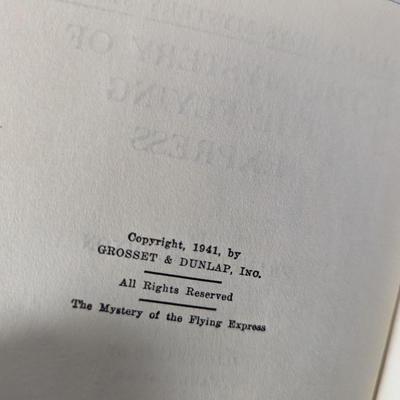 Copyright, 1941, by
GROSSET & DUNLAP, INC.
All Rights Reserved
The Mystery of the Flying Express